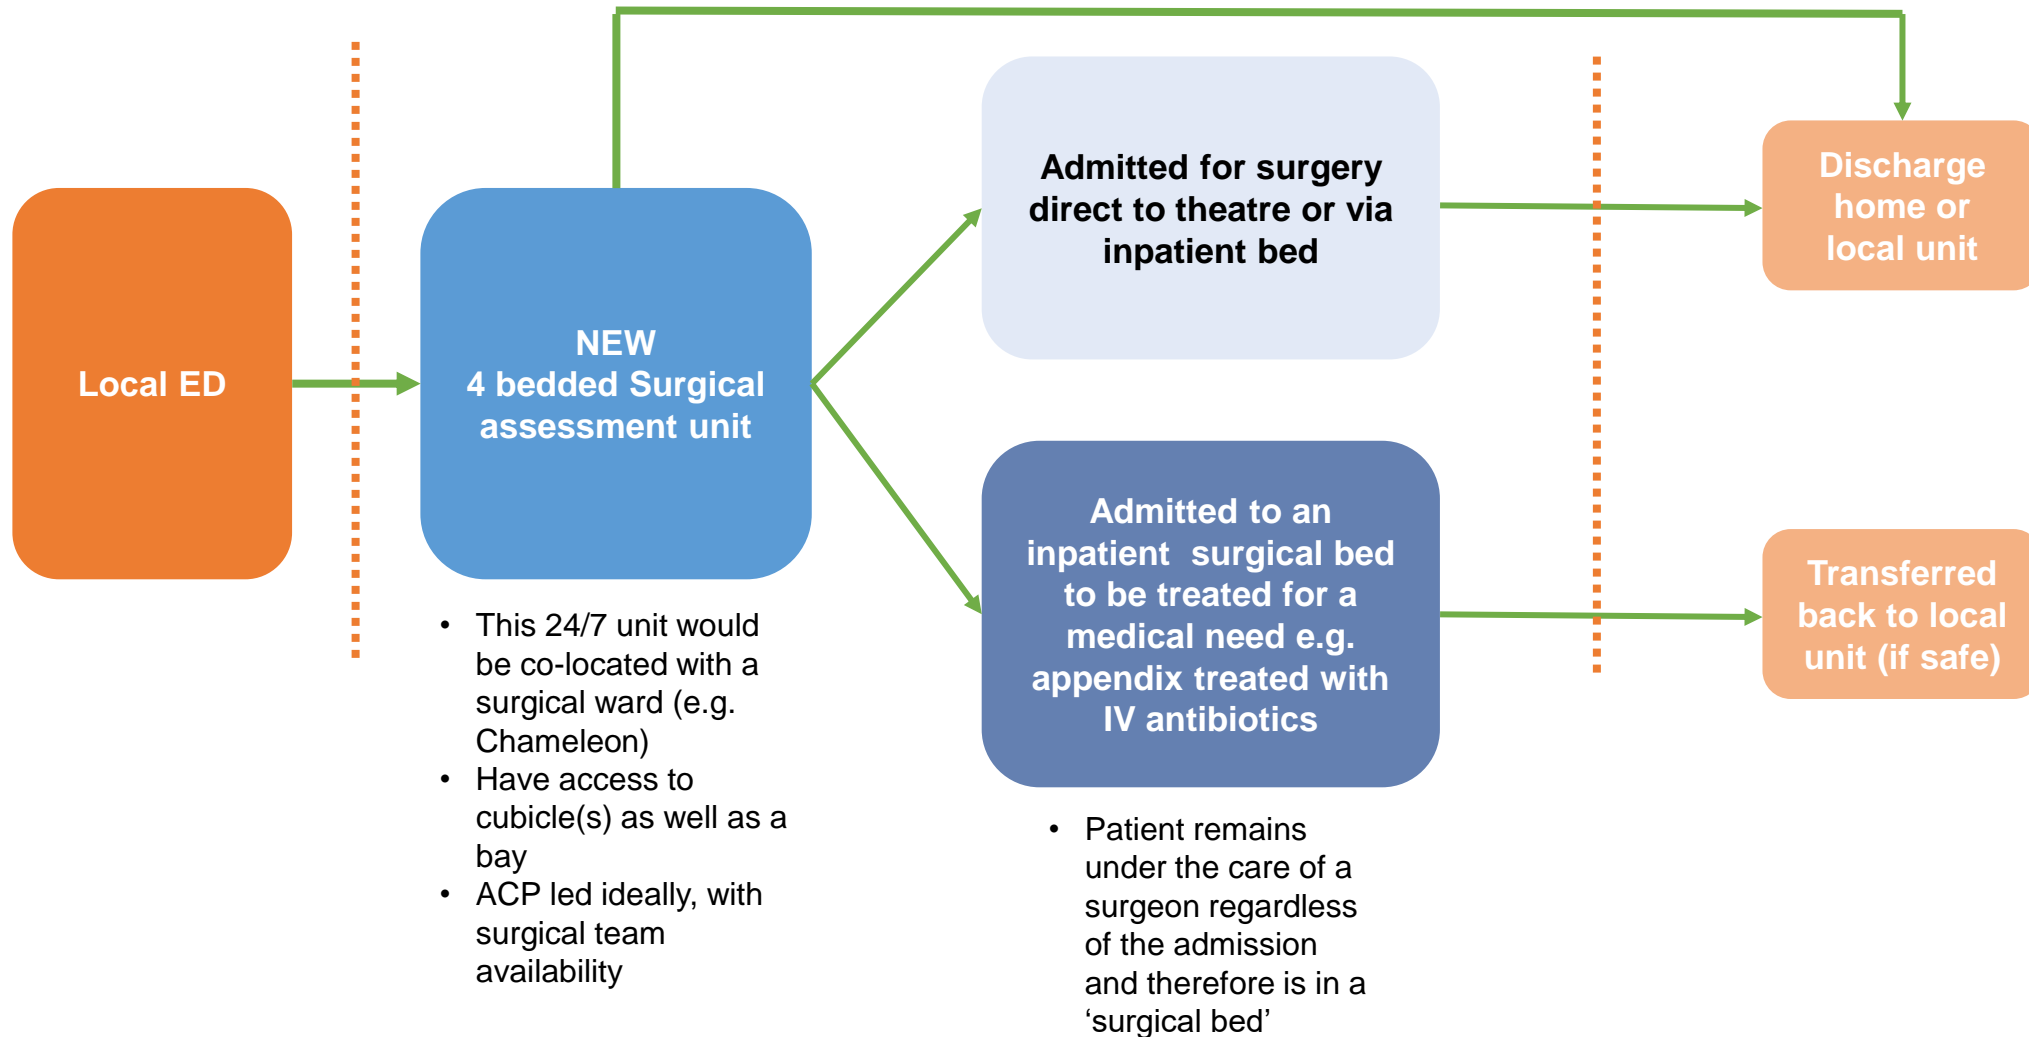 Local ED
NEW
4 bedded Surgical
assessment unit
• This 24/7 unit would
be co-located with a
surgical ward (e.g.
Chameleon)
• Have access to
cubicle(s) as well as a
bay
• ACP led ideally, with
surgical team
availability
Admitted for surgery
direct to theatre or via
inpatient bed
Admitted to an
inpatient surgical bed
to be treated for a
medical need e.g.
appendix treated with
IV antibiotics
• Patient remains
under the care of a
surgeon regardless
of the admission
and therefore is in a
‘surgical bed’
Discharge
home or
local unit
Transferred
back to local
unit (if safe)